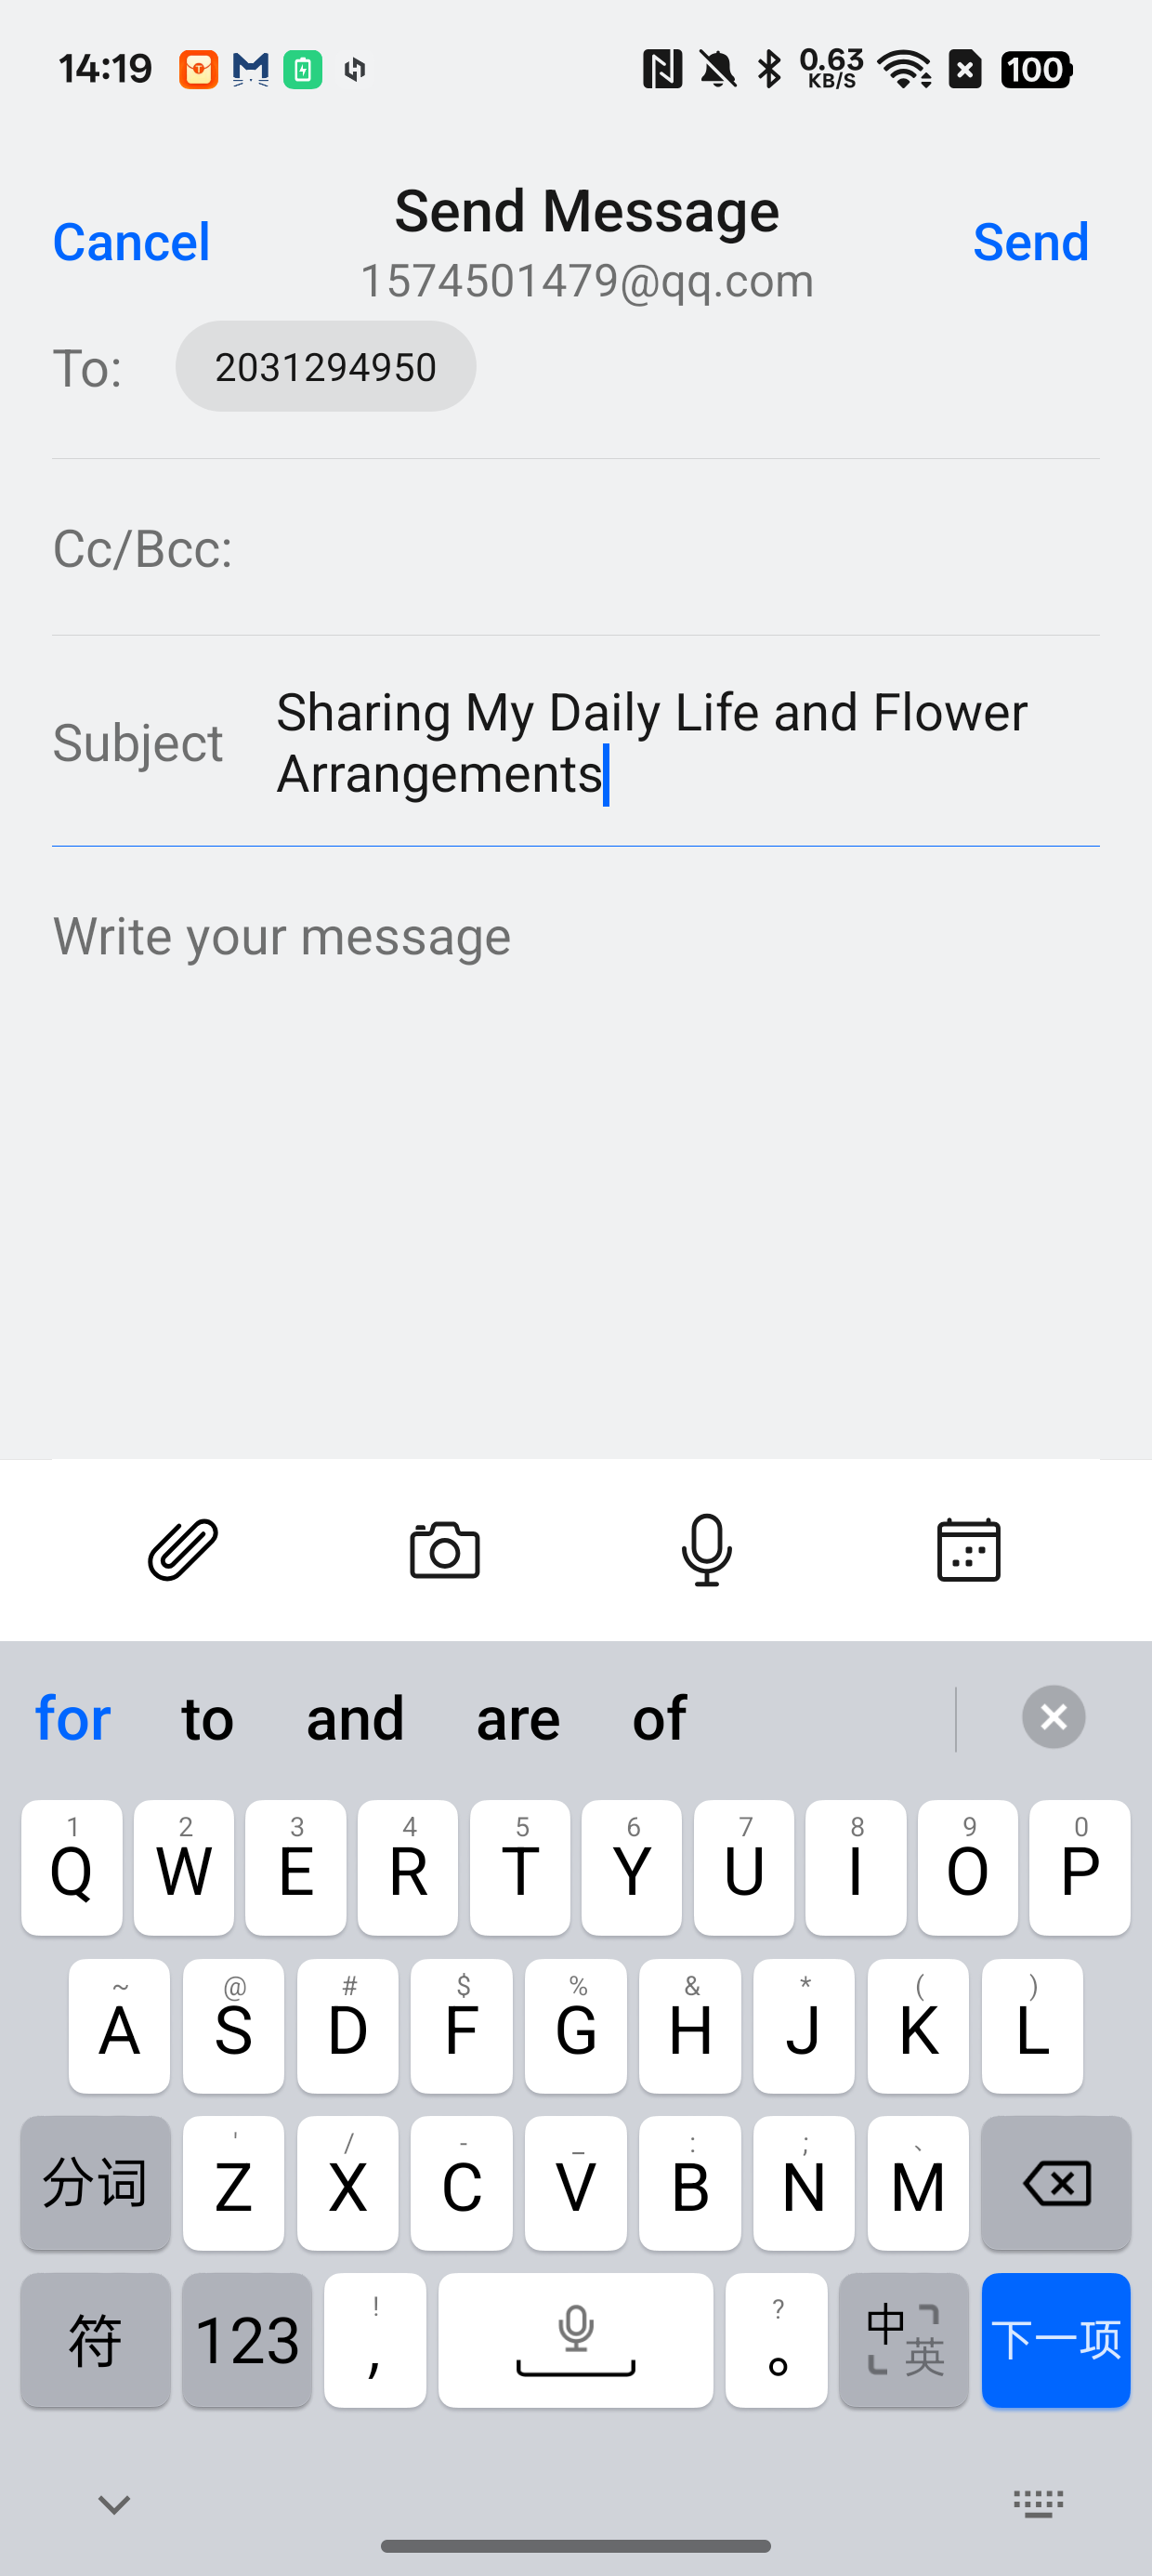 14:19
0.63 KB/S
100
Send Message
Cancel
Send
1574501479@qq.com
To:
2031294950
Cc/Bcc:
Subject
Sharing My Daily Life and Flower
Arrangements
Write your message
for to and are of
1 2 3 4 5 6 7 8 9 0
Q W E R T Y U I O P
~ @ # $ % & * ( )
A S D F G H J K L
' / - _ : ; 、
分词 Z X C V B N M
! ?
符 123 , 。 中 英 下一项